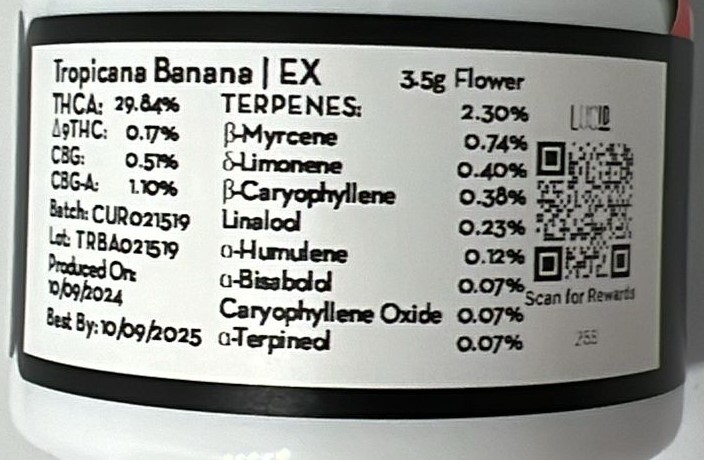 Tropicana Banana | EX 3.5g Flower
THCA: 29.84% TERPENES: 2.30%
Δ9THC: 0.17% β-Myrcene 0.74%
CBG: 0.51% δ-Limonene 0.40%
CBG-A: 1.10% β-Caryophyllene 0.38%
Batch: CUR021519 Linalool 0.23%
Lot: TRBA021519 α-Humulene 0.12%
Produced On: α-Bisabolol 0.07%
10/09/2024 Caryophyllene Oxide 0.07%
Best By: 10/09/2025 α-Terpineol 0.07%
LUCID
Scan for Rewards